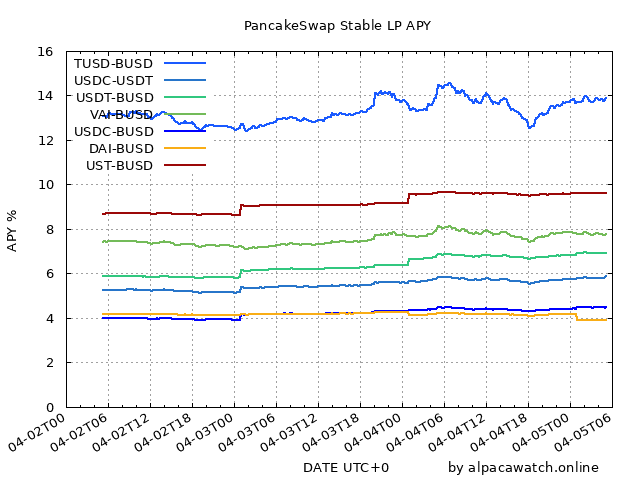 PancakeSwap Stable LP APY
APY %
16
14
12
10
8
6
4
2
0
TUSD-BUSD
USDC-USDT
USDT-BUSD
VAI-BUSD
USDC-BUSD
DAI-BUSD
UST-BUSD
04-02T00
04-02T06
04-02T12
04-02T18
04-03T00
04-03T06
04-03T12
04-03T18
04-04T00
04-04T06
04-04T12
04-04T18
04-05T00
04-05T06
DATE UTC+0
by alpacawatch.online